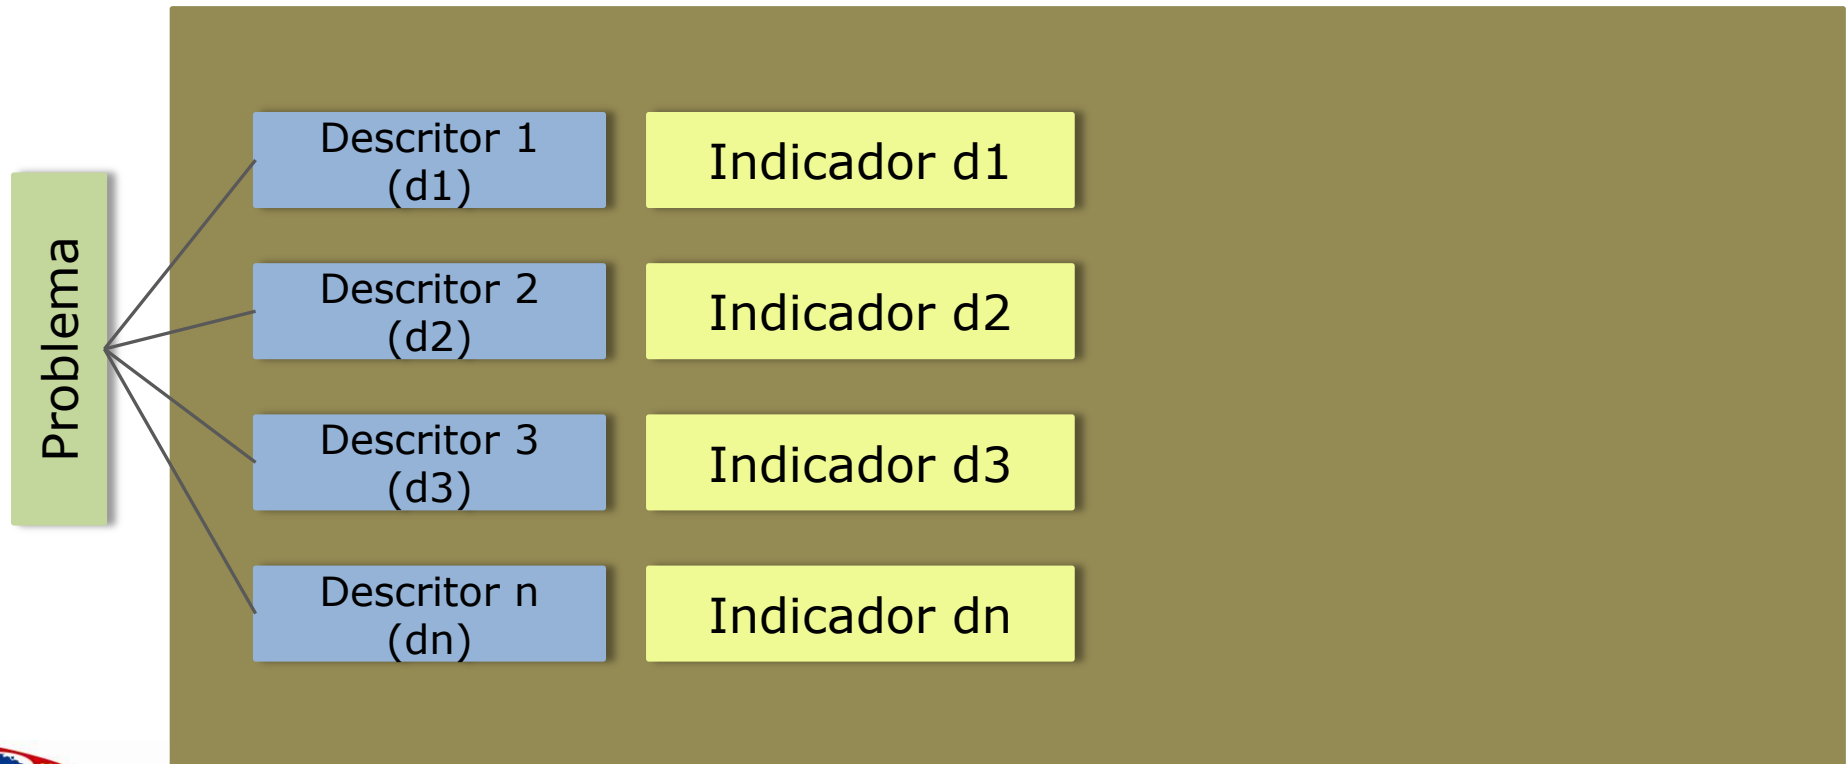 Problema
Descritor 1
(d1)
Indicador d1
Descritor 2
(d2)
Indicador d2
Descritor 3
(d3)
Indicador d3
Descritor n
(dn)
Indicador dn